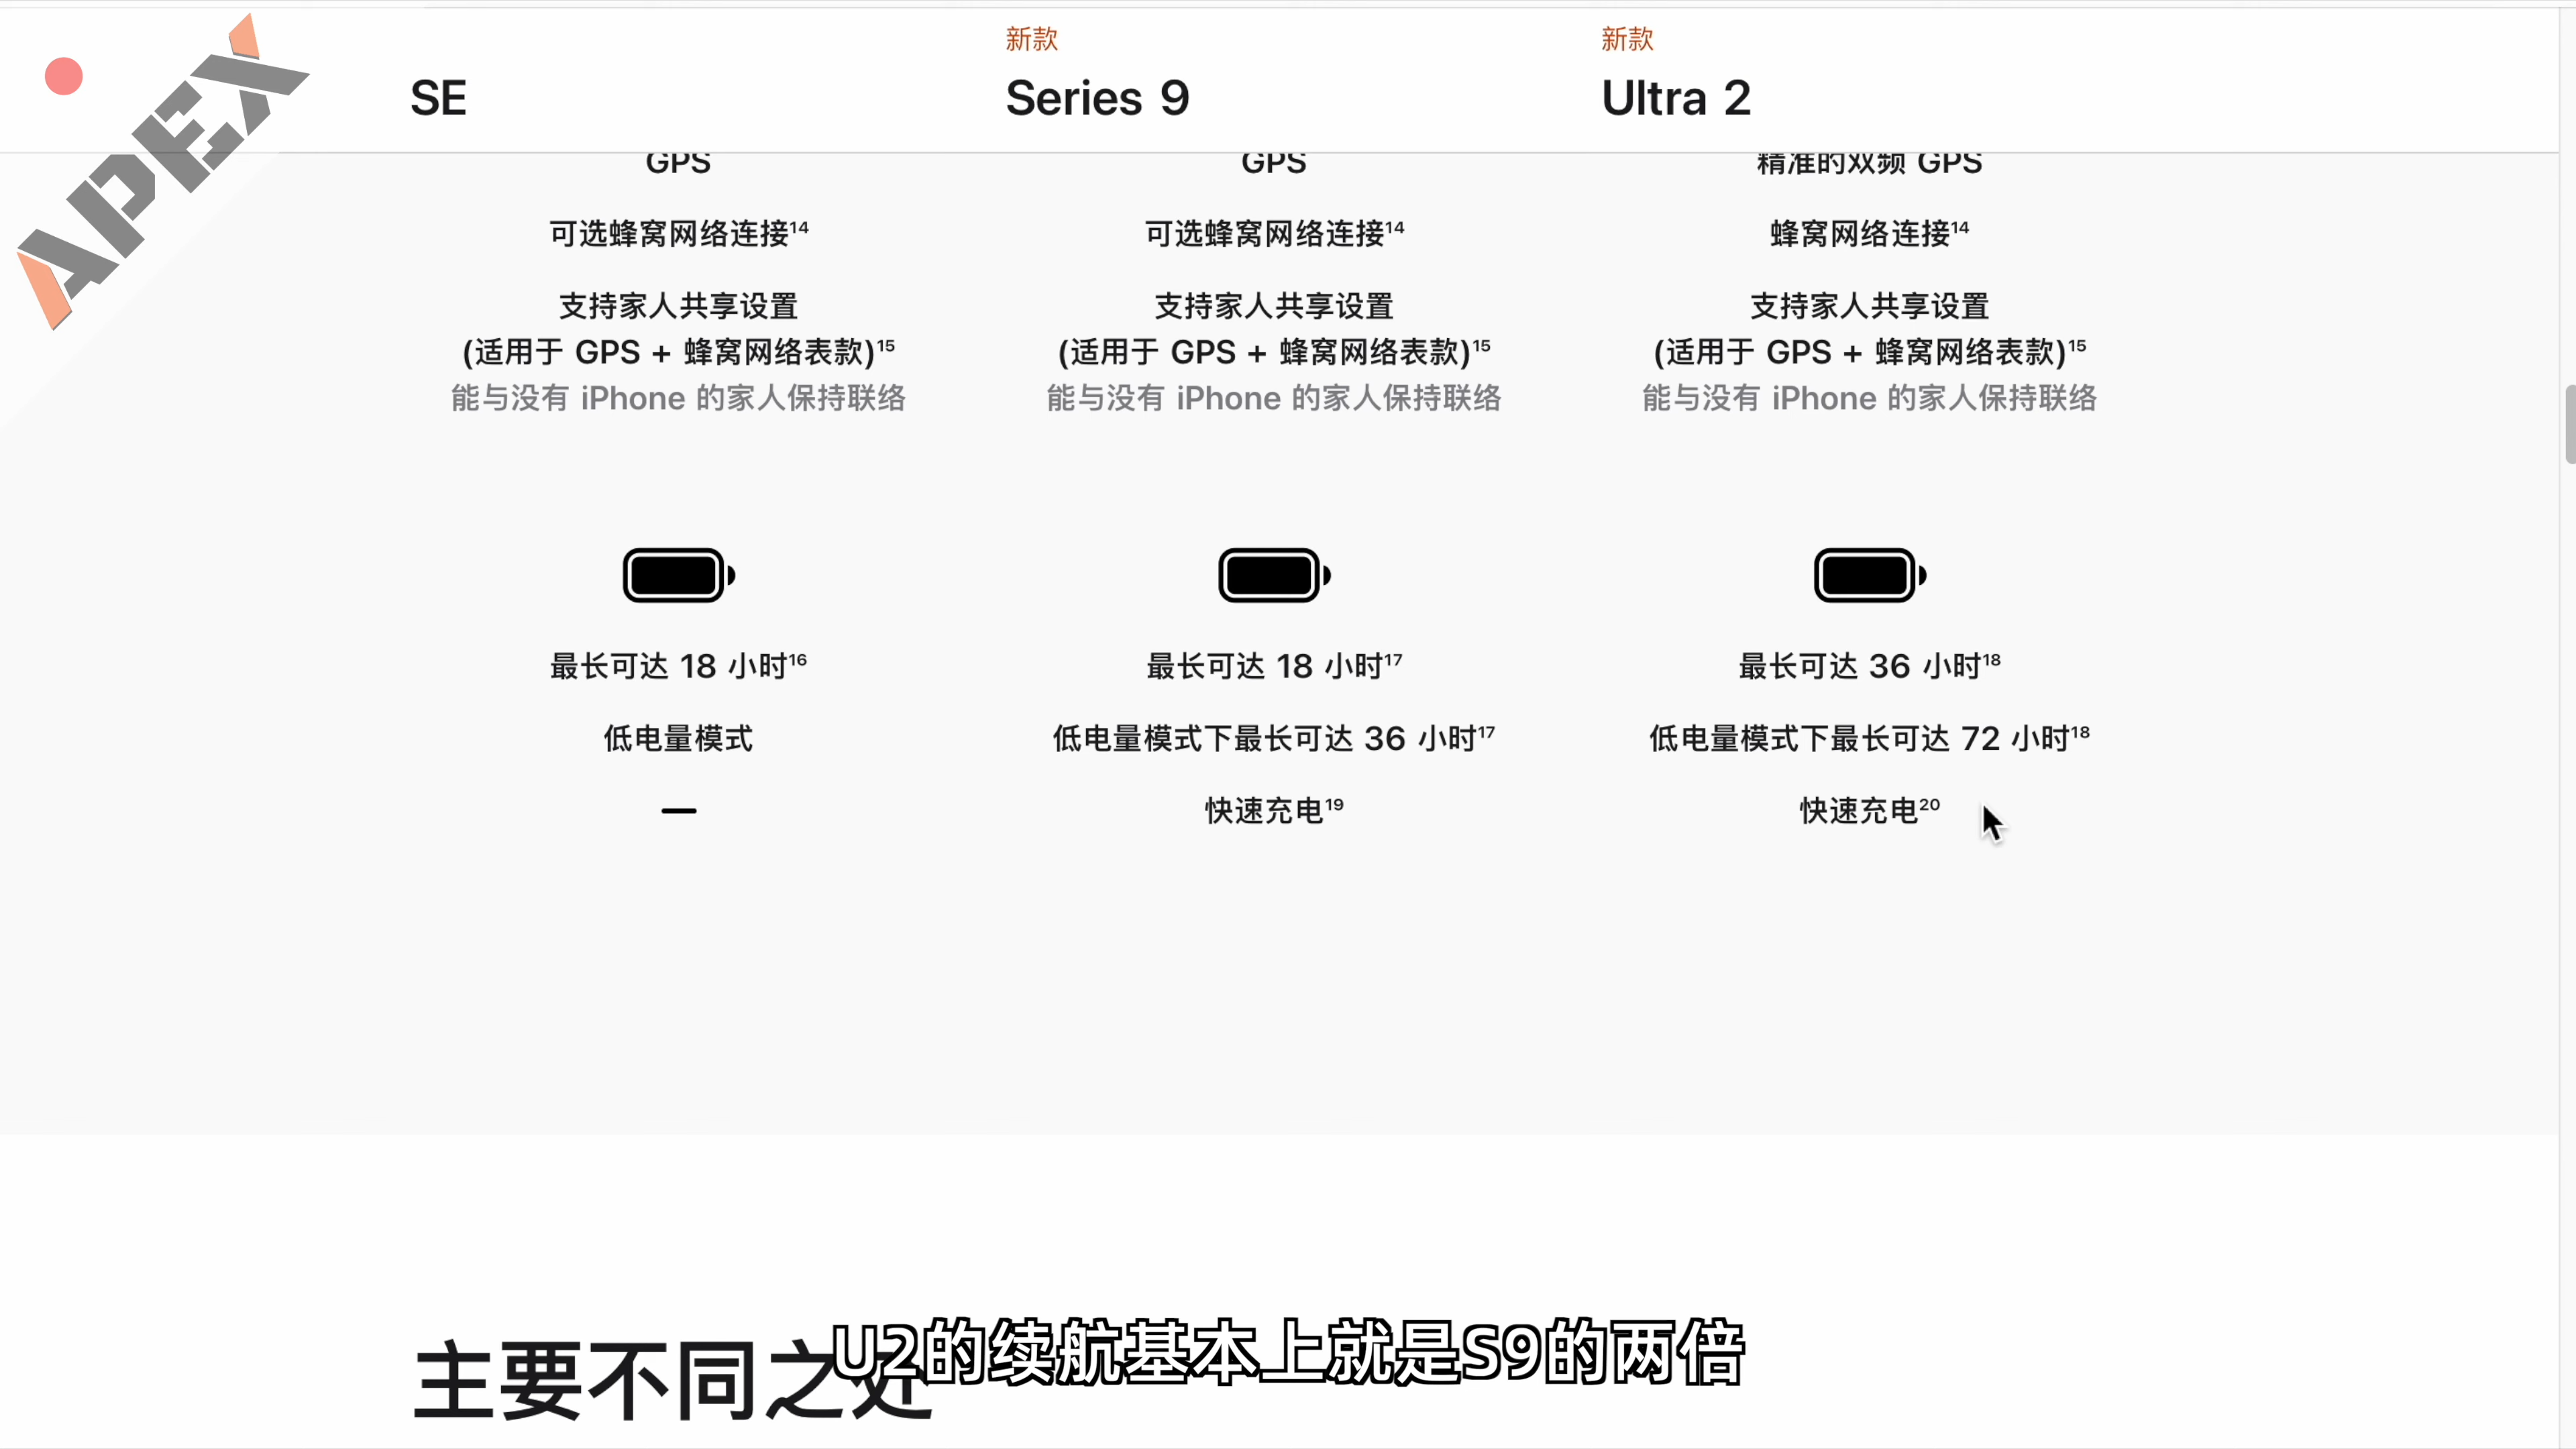 APEX
新款
新款
SE
Series 9
Ultra 2
GPS
GPS
精准的双频 GPS
可选蜂窝网络连接14
可选蜂窝网络连接14
蜂窝网络连接14
支持家人共享设置
(适用于 GPS + 蜂窝网络表款)15
能与没有 iPhone 的家人保持联络
支持家人共享设置
(适用于 GPS + 蜂窝网络表款)15
能与没有 iPhone 的家人保持联络
支持家人共享设置
(适用于 GPS + 蜂窝网络表款)15
能与没有 iPhone 的家人保持联络
最长可达 18 小时16
最长可达 18 小时17
最长可达 36 小时18
低电量模式
低电量模式下最长可达 36 小时17
低电量模式下最长可达 72 小时18
—
快速充电19
快速充电20
主要不同之处
U2的续航基本上就是S9的两倍